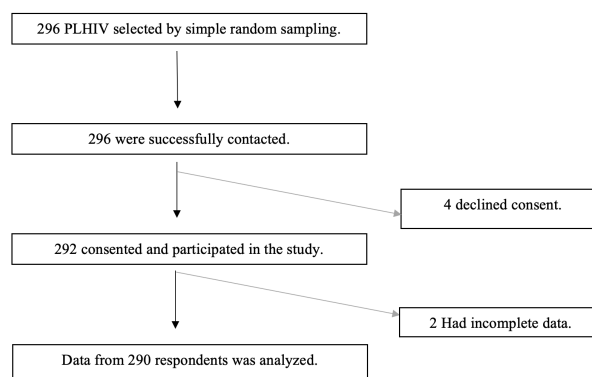 296 PLHIV selected by simple random sampling.
296 were successfully contacted.
4 declined consent.
292 consented and participated in the study.
2 Had incomplete data.
Data from 290 respondents was analyzed.